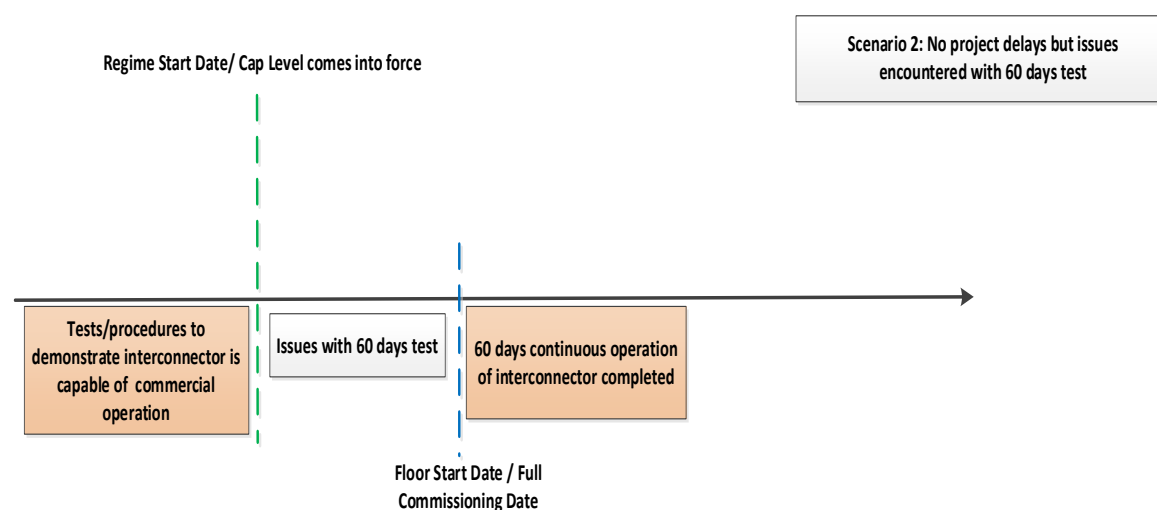 Scenario 2: No project delays but issues
encountered with 60 days test
Regime Start Date/ Cap Level comes into force
Tests/procedures to
demonstrate interconnector is
capable of commercial
operation
Issues with 60 days test
60 days continuous operation
of interconnector completed
Floor Start Date / Full
Commissioning Date